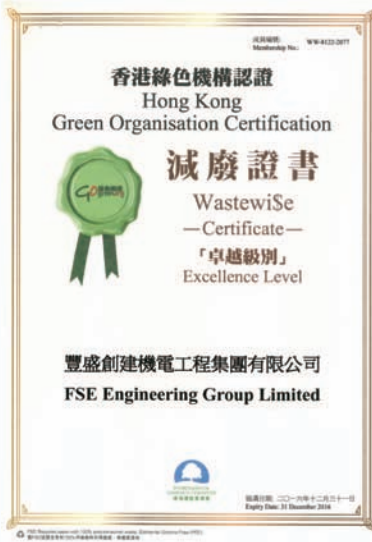 成員編號:
Membership No.: WW-0122-2077
香港綠色機構認證
Hong Kong
Green Organisation Certification
減廢證書
Wastewi$e
—Certificate—
「卓越級別」
Excellence Level
豐盛創建機電工程集團有限公司
FSE Engineering Group Limited
屆滿日期: 二〇一六年十二月三十一日
Expiry Date: 31 December 2016